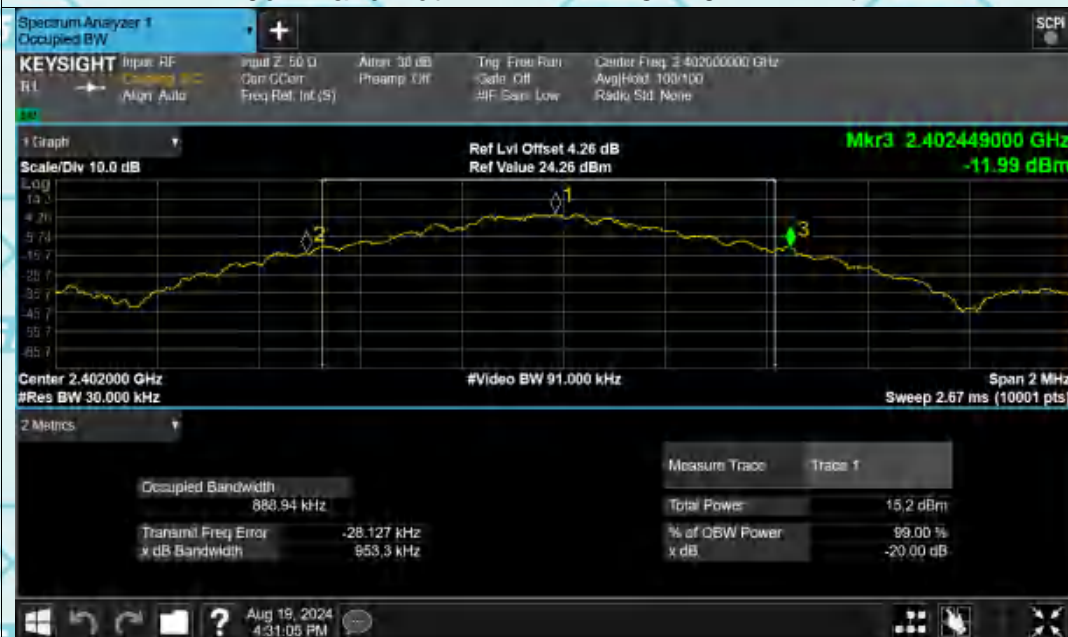 Spectrum Analyzer 1
Occupied BW
+
SCPI
KEYSIGHT Input: RF
Input Z: 50 Ω
Atten: 30 dB
Trig: Free Run
Center Freq: 2.402000000 GHz
Align: Auto
Corr CCorr
Freq Ref: Int (S)
Preamp: Off
Gate: Off
#IF Gain: Low
Avg|Hold: 100/100
Radio Std: None
1 Graph
Scale/Div 10.0 dB
Ref Lvl Offset 4.26 dB
Ref Value 24.26 dBm
Mkr3 2.402449000 GHz
-11.99 dBm
Log
1
2
3
Center 2.402000 GHz
#Res BW 30.000 kHz
#Video BW 91.000 kHz
Span 2 MHz
Sweep 2.67 ms (10001 pts)
2 Metrics
Measure Trace Trace 1
Occupied Bandwidth
888.94 kHz
Total Power 15.2 dBm
Transmit Freq Error -28.127 kHz
% of OBW Power 99.00 %
x dB Bandwidth 953.3 kHz
x dB -20.00 dB
?
Aug 19, 2024
4:31:05 PM